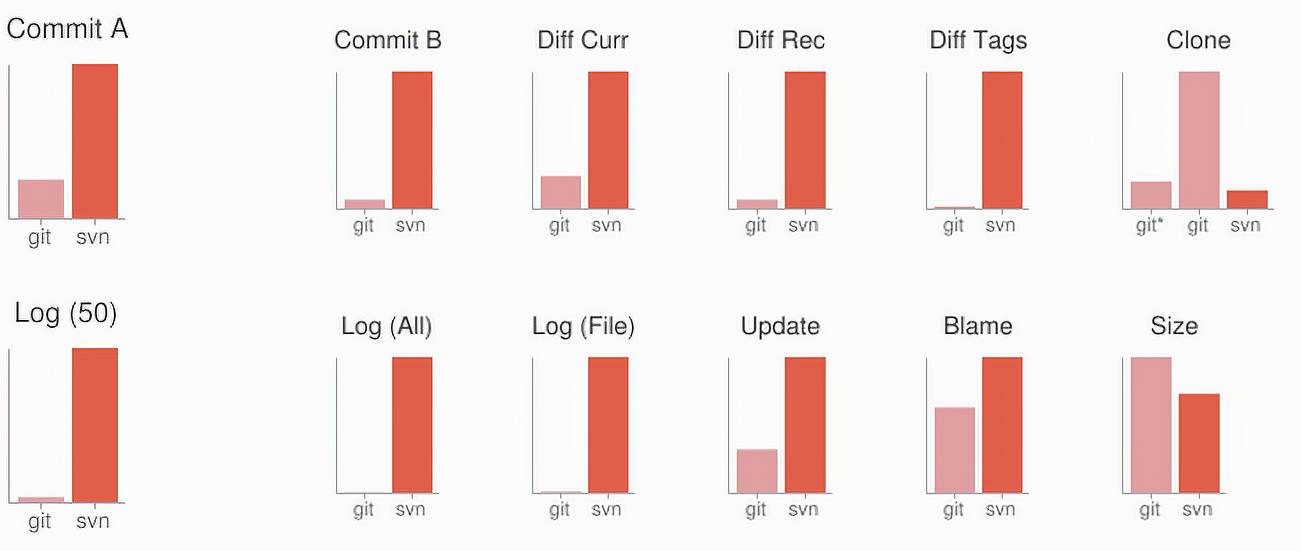 Commit A
Commit B
Diff Curr
Diff Rec
Diff Tags
Clone
git svn
git svn
git svn
git svn
git svn
git* git svn
Log (50)
Log (All)
Log (File)
Update
Blame
Size
git svn
git svn
git svn
git svn
git svn
git svn